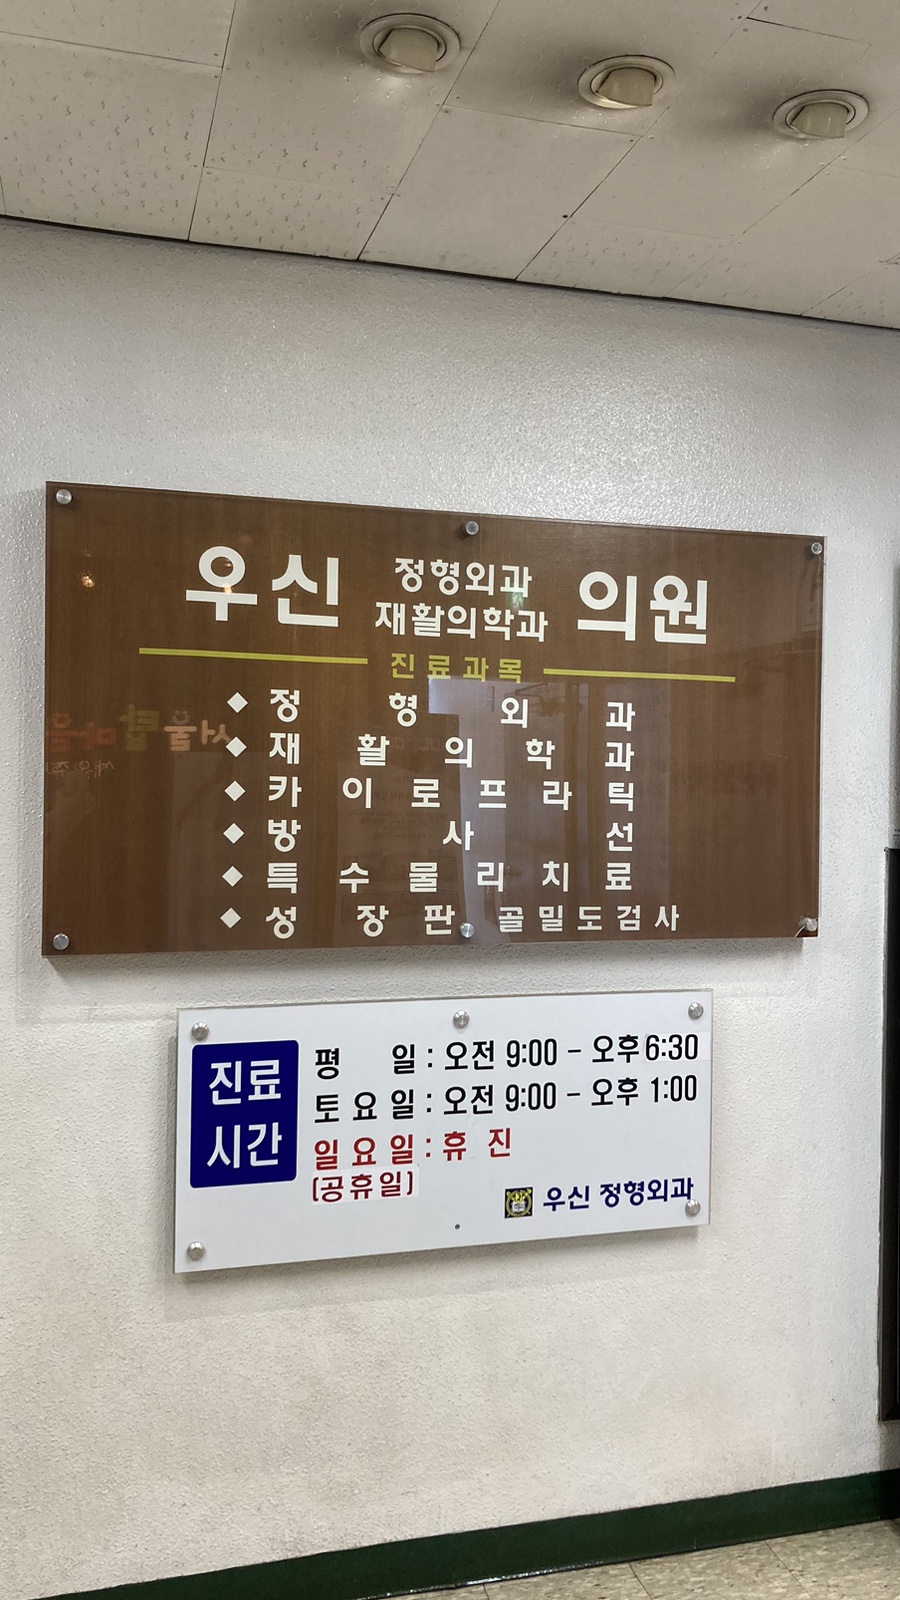 우신 정형외과 재활의학과 의원
진료과목
◆ 정형외과
◆ 재활의학과
◆ 카이로프라틱
◆ 방사선
◆ 특수물리치료
◆ 성장판 골밀도검사
진료시간
평일 : 오전 9:00 - 오후 6:30
토요일 : 오전 9:00 - 오후 1:00
일요일 : 휴진
(공휴일)
우신 정형외과